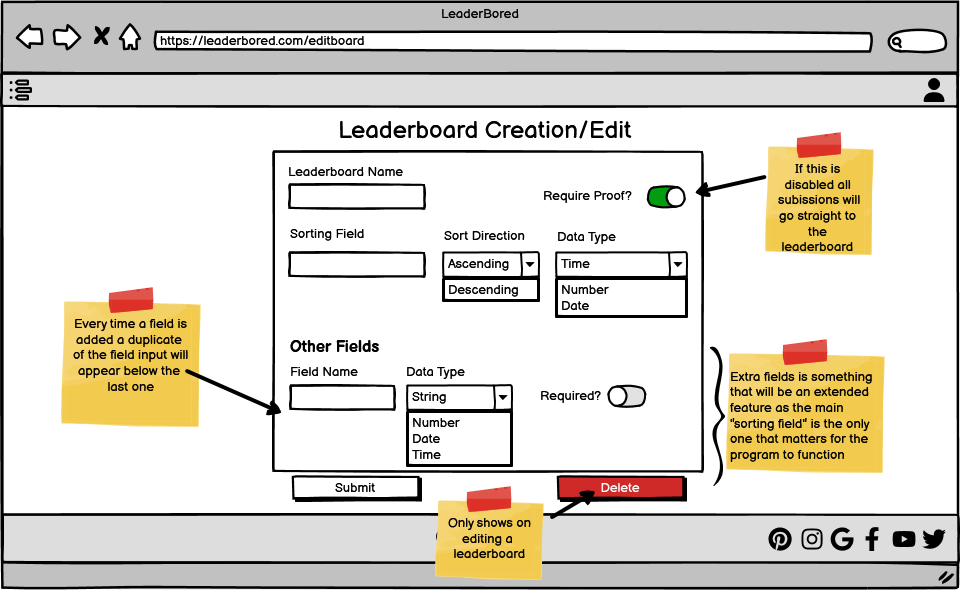 LeaderBored
https://leaderbored.com/editboard
Leaderboard Creation/Edit
Leaderboard Name
Require Proof?
If this is
disabled all
subissions will
go straight to
the
leaderboard
Sorting Field
Sort Direction
Data Type
Ascending
Time
Descending
Number
Date
Every time a field is
added a duplicate
of the field input will
appear below the
last one
Other Fields
Field Name
Data Type
String
Required?
Number
Date
Time
Extra fields is something
that will be an extended
feature as the main
"sorting field" is the only
one that matters for the
program to function
Submit
Delete
Only shows on
editing a
leaderboard